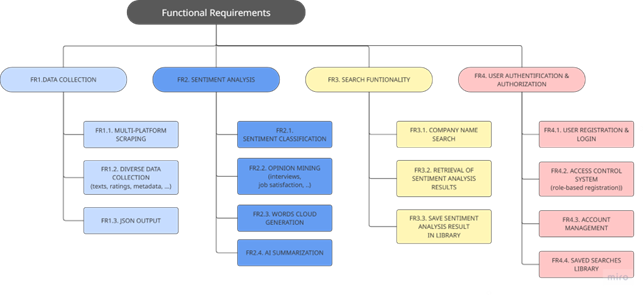 Functional Requirements
FR1.DATA COLLECTION
FR2. SENTIMENT ANALYSIS
FR3. SEARCH FUNTIONALITY
FR4. USER AUTHENTIFICATION &
AUTHORIZATION
FR1.1. MULTI-PLATFORM
SCRAPING
FR1.2. DIVERSE DATA
COLLECTION
(texts, ratings, metadata, ...)
FR1.3. JSON OUTPUT
FR2.1.
SENTIMENT CLASSIFICATION
FR2.2. OPINION MINING
(interviews,
job satisfaction, ..)
FR2.3. WORDS CLOUD
GENERATION
FR2.4. AI SUMMARIZATION
FR3.1. COMPANY NAME
SEARCH
FR3.2. RETRIEVAL OF
SENTIMENT ANALYSIS
RESULTS
FR3.3. SAVE SENTIMENT
ANALYSIS RESULT
IN LIBRARY
FR4.1. USER REGISTRATION &
LOGIN
FR4.2. ACCESS CONTROL
SYSTEM
(role-based registration))
FR4.3. ACCOUNT
MANAGEMENT
FR4.4. SAVED SEARCHES
LIBRARY
miro